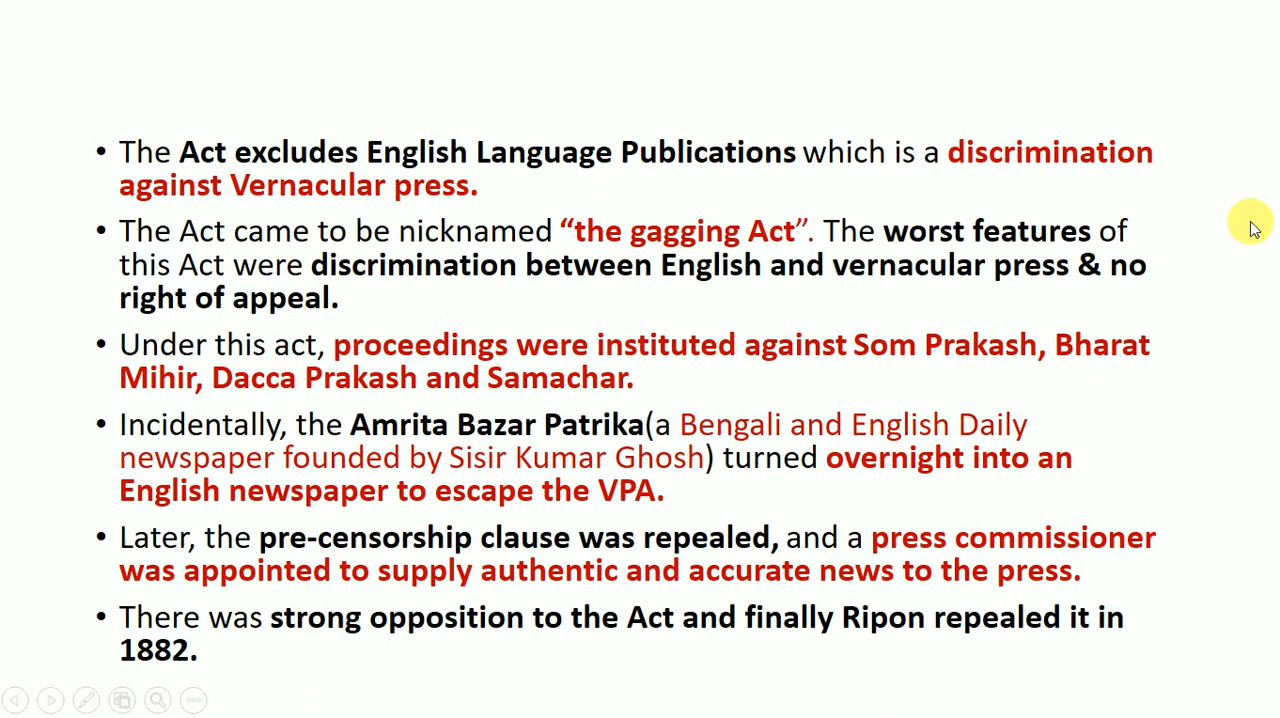 • The Act excludes English Language Publications which is a discrimination
against Vernacular press.
• The Act came to be nicknamed “the gagging Act”. The worst features of
this Act were discrimination between English and vernacular press & no
right of appeal.
• Under this act, proceedings were instituted against Som Prakash, Bharat
Mihir, Dacca Prakash and Samachar.
• Incidentally, the Amrita Bazar Patrika(a Bengali and English Daily
newspaper founded by Sisir Kumar Ghosh) turned overnight into an
English newspaper to escape the VPA.
• Later, the pre-censorship clause was repealed, and a press commissioner
was appointed to supply authentic and accurate news to the press.
• There was strong opposition to the Act and finally Ripon repealed it in
1882.